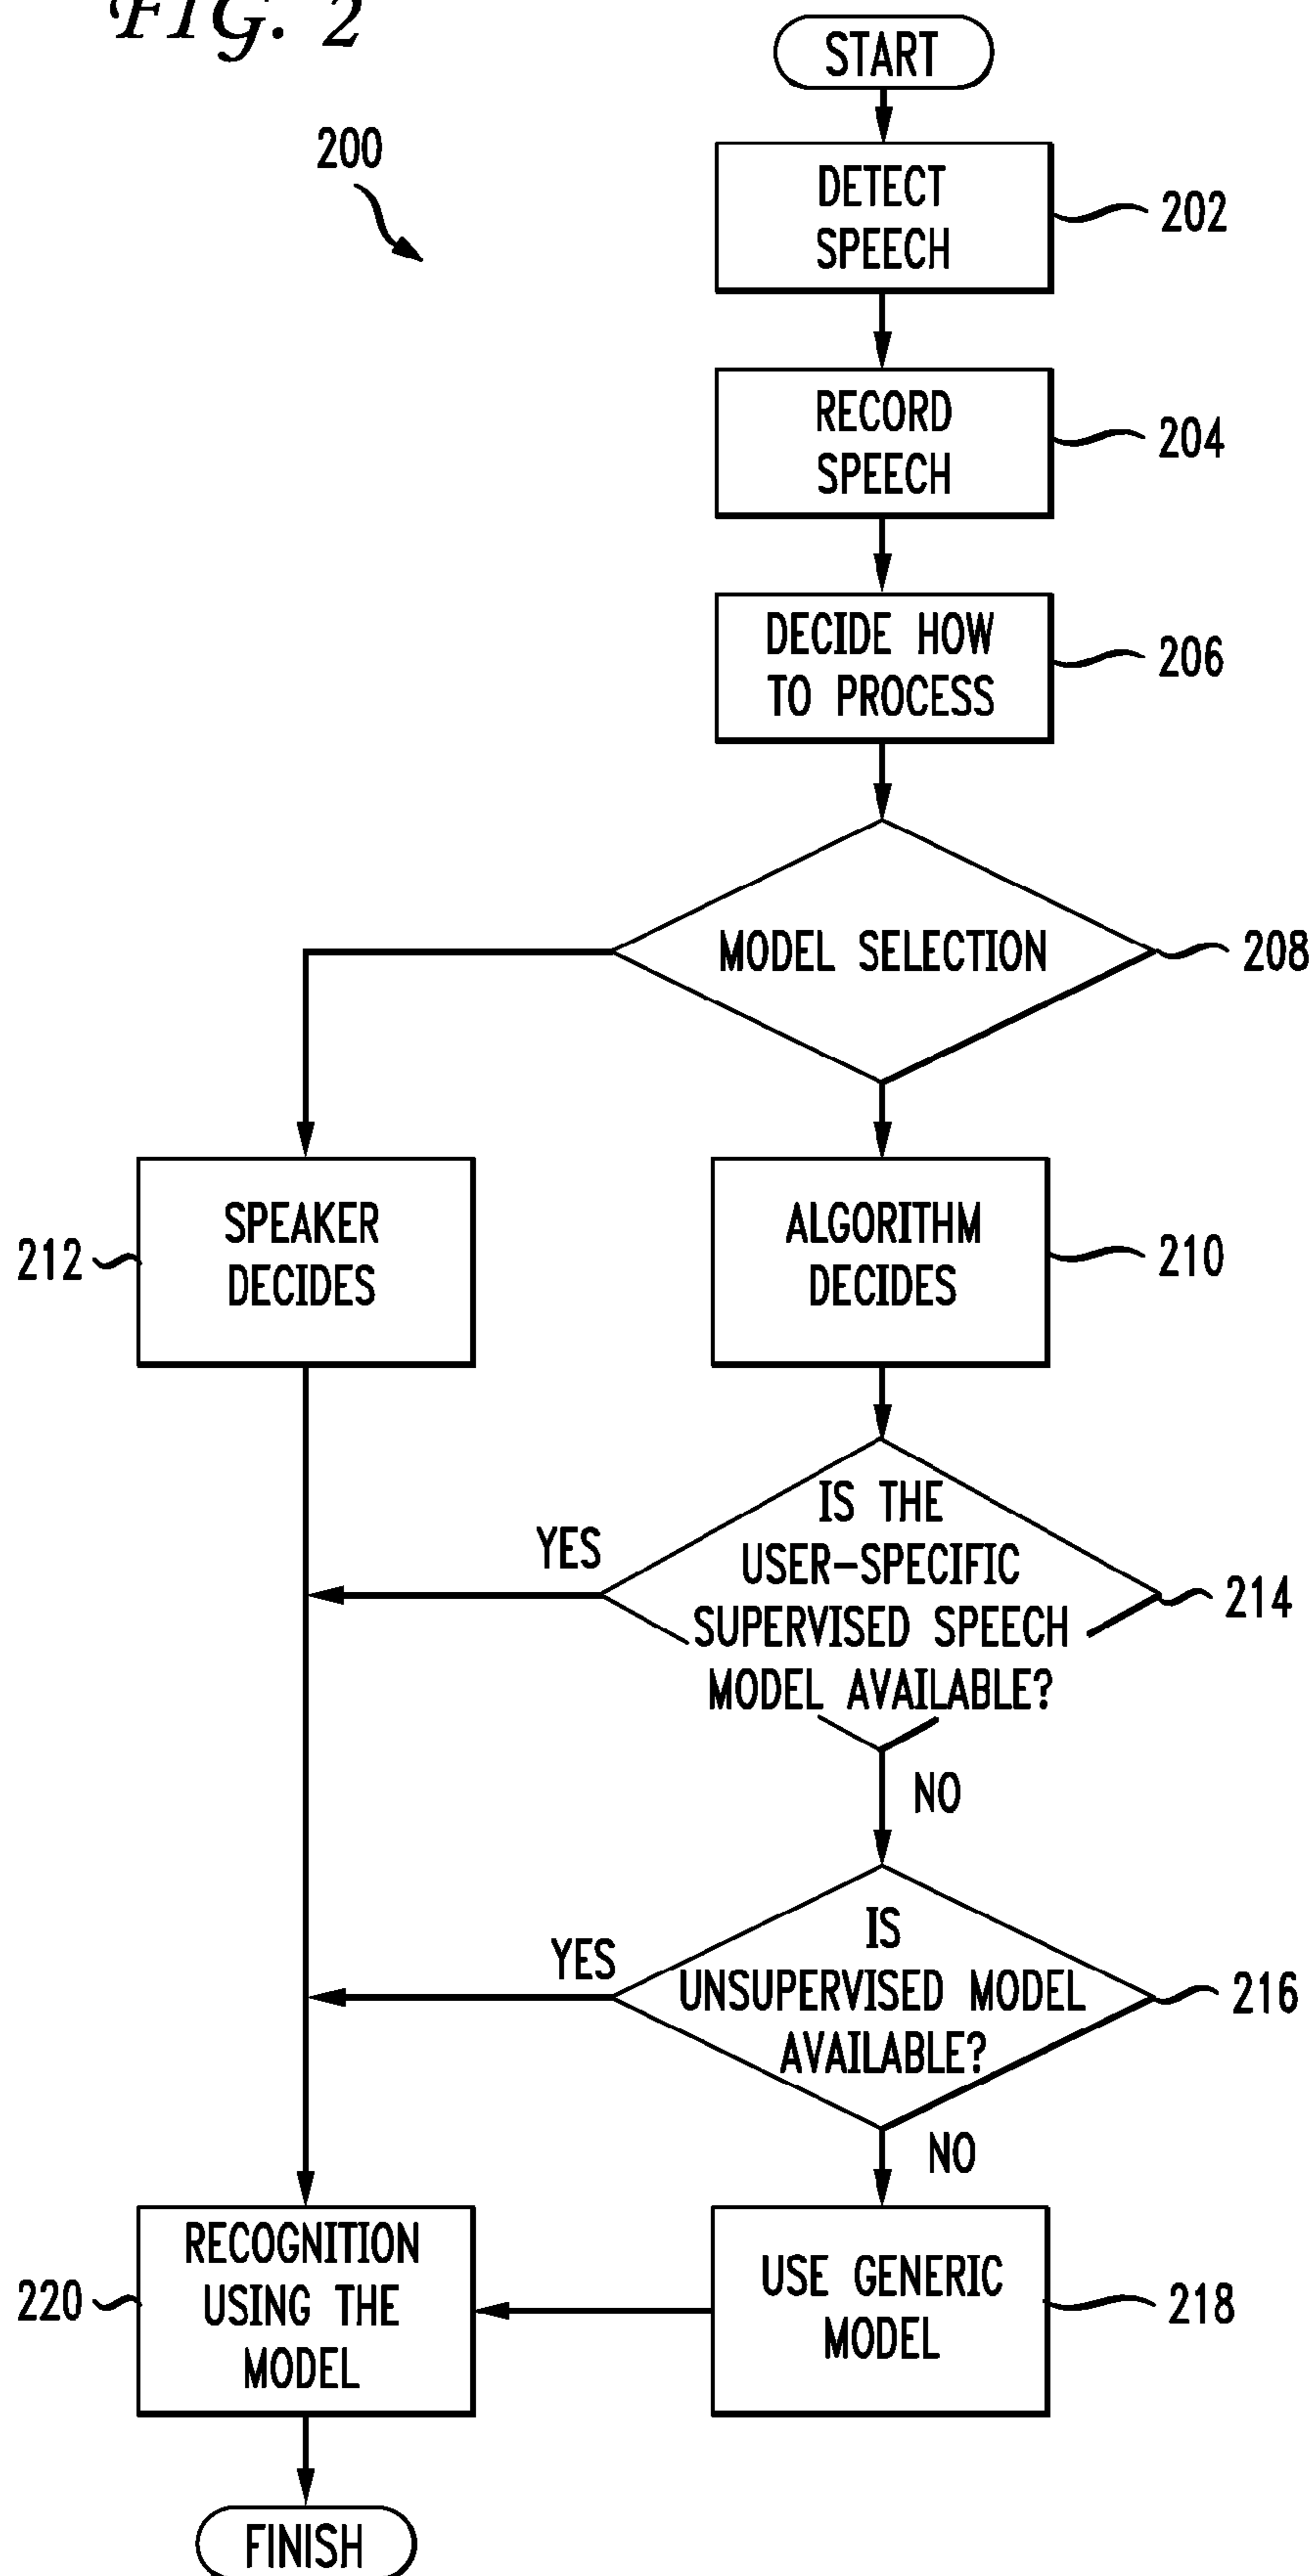 FIG. 2
START
200
DETECT
SPEECH
202
RECORD
SPEECH
204
DECIDE HOW
TO PROCESS
206
MODEL SELECTION
208
SPEAKER
DECIDES
212
ALGORITHM
DECIDES
210
IS THE
USER-SPECIFIC
SUPERVISED SPEECH
MODEL AVAILABLE?
YES
214
NO
IS
UNSUPERVISED MODEL
AVAILABLE?
YES
216
NO
RECOGNITION
USING THE
MODEL
220
USE GENERIC
MODEL
218
FINISH